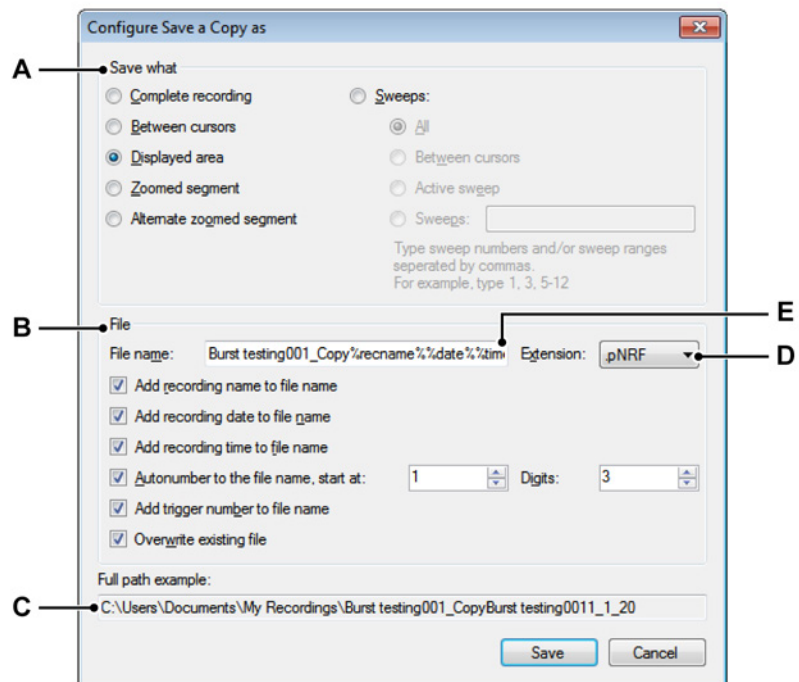 Configure Save a Copy as
A
Save what
Complete recording
Sweeps:
Between cursors
All
Displayed area
Between cursors
Zoomed segment
Active sweep
Alternate zoomed segment
Sweeps:
Type sweep numbers and/or sweep ranges
seperated by commas.
For example, type 1, 3, 5-12
B
File
E
File name: Burst testing001_Copy%recname%%date%%time Extension: .pNRF
D
Add recording name to file name
Add recording date to file name
Add recording time to file name
Autonumber to the file name, start at: 1 Digits: 3
Add trigger number to file name
Overwrite existing file
Full path example:
C
C:\Users\Documents\My Recordings\Burst testing001_CopyBurst testing0011_1_20
Save Cancel